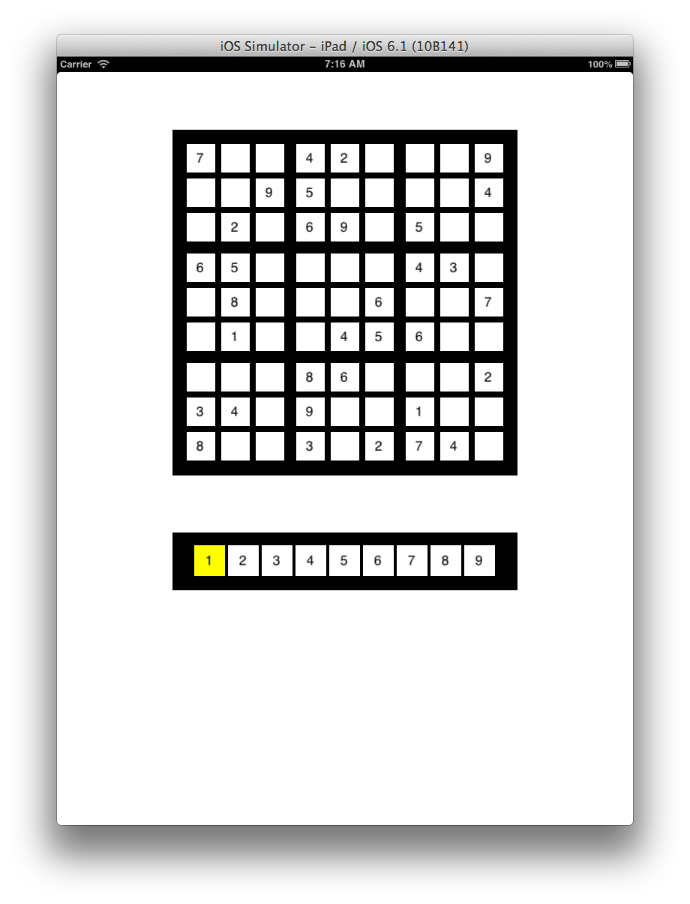 iOS Simulator – iPad / iOS 6.1 (10B141)
Carrier 7:16 AM 100%
7 4 2 9
9 5 4
2 6 9 5
6 5 4 3
8 6 7
1 4 5 6
8 6 2
3 4 9 1
8 3 2 7 4
1 2 3 4 5 6 7 8 9